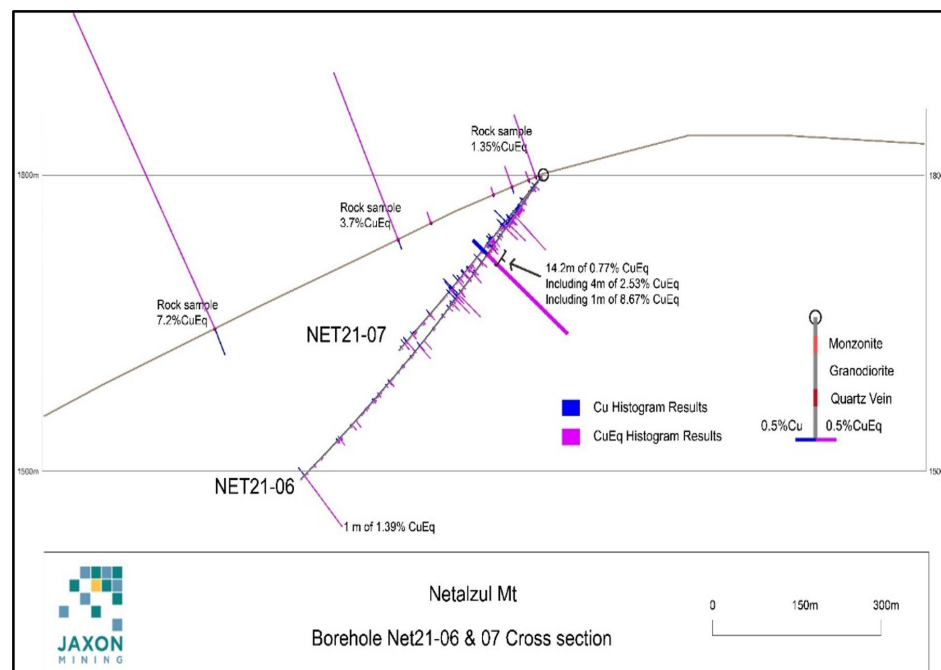 Rock sample
1.35%CuEq
1800m
1800
Rock sample
3.7%CuEq
14.2m of 0.77% CuEq
Including 4m of 2.53% CuEq
Including 1m of 8.67% CuEq
Rock sample
7.2%CuEq
NET21-07
Monzonite
Granodiorite
Quartz Vein
Cu Histogram Results
0.5%Cu
0.5%CuEq
CuEq Histogram Results
1500m
1500
NET21-06
1 m of 1.39% CuEq
Netalzul Mt
0
150m
300m
Borehole Net21-06 & 07 Cross section
JAXON
MINING